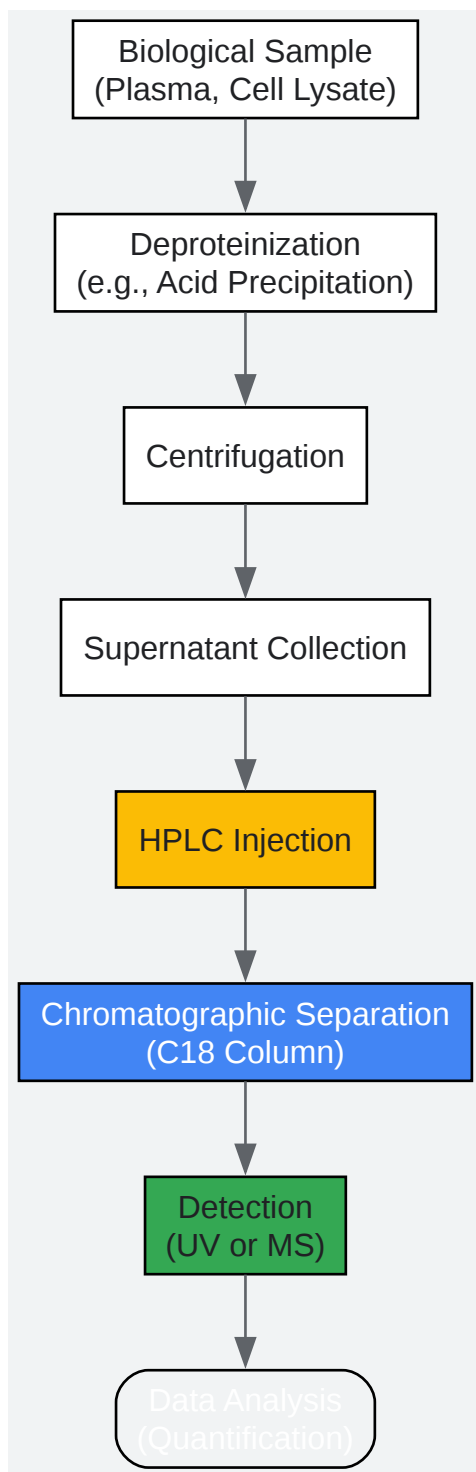 Biological Sample
(Plasma, Cell Lysate)
Deproteinization
(e.g., Acid Precipitation)
Centrifugation
Supernatant Collection
HPLC Injection
Chromatographic Separation
(C18 Column)
Detection
(UV or MS)
Data Analysis
(Quantification)